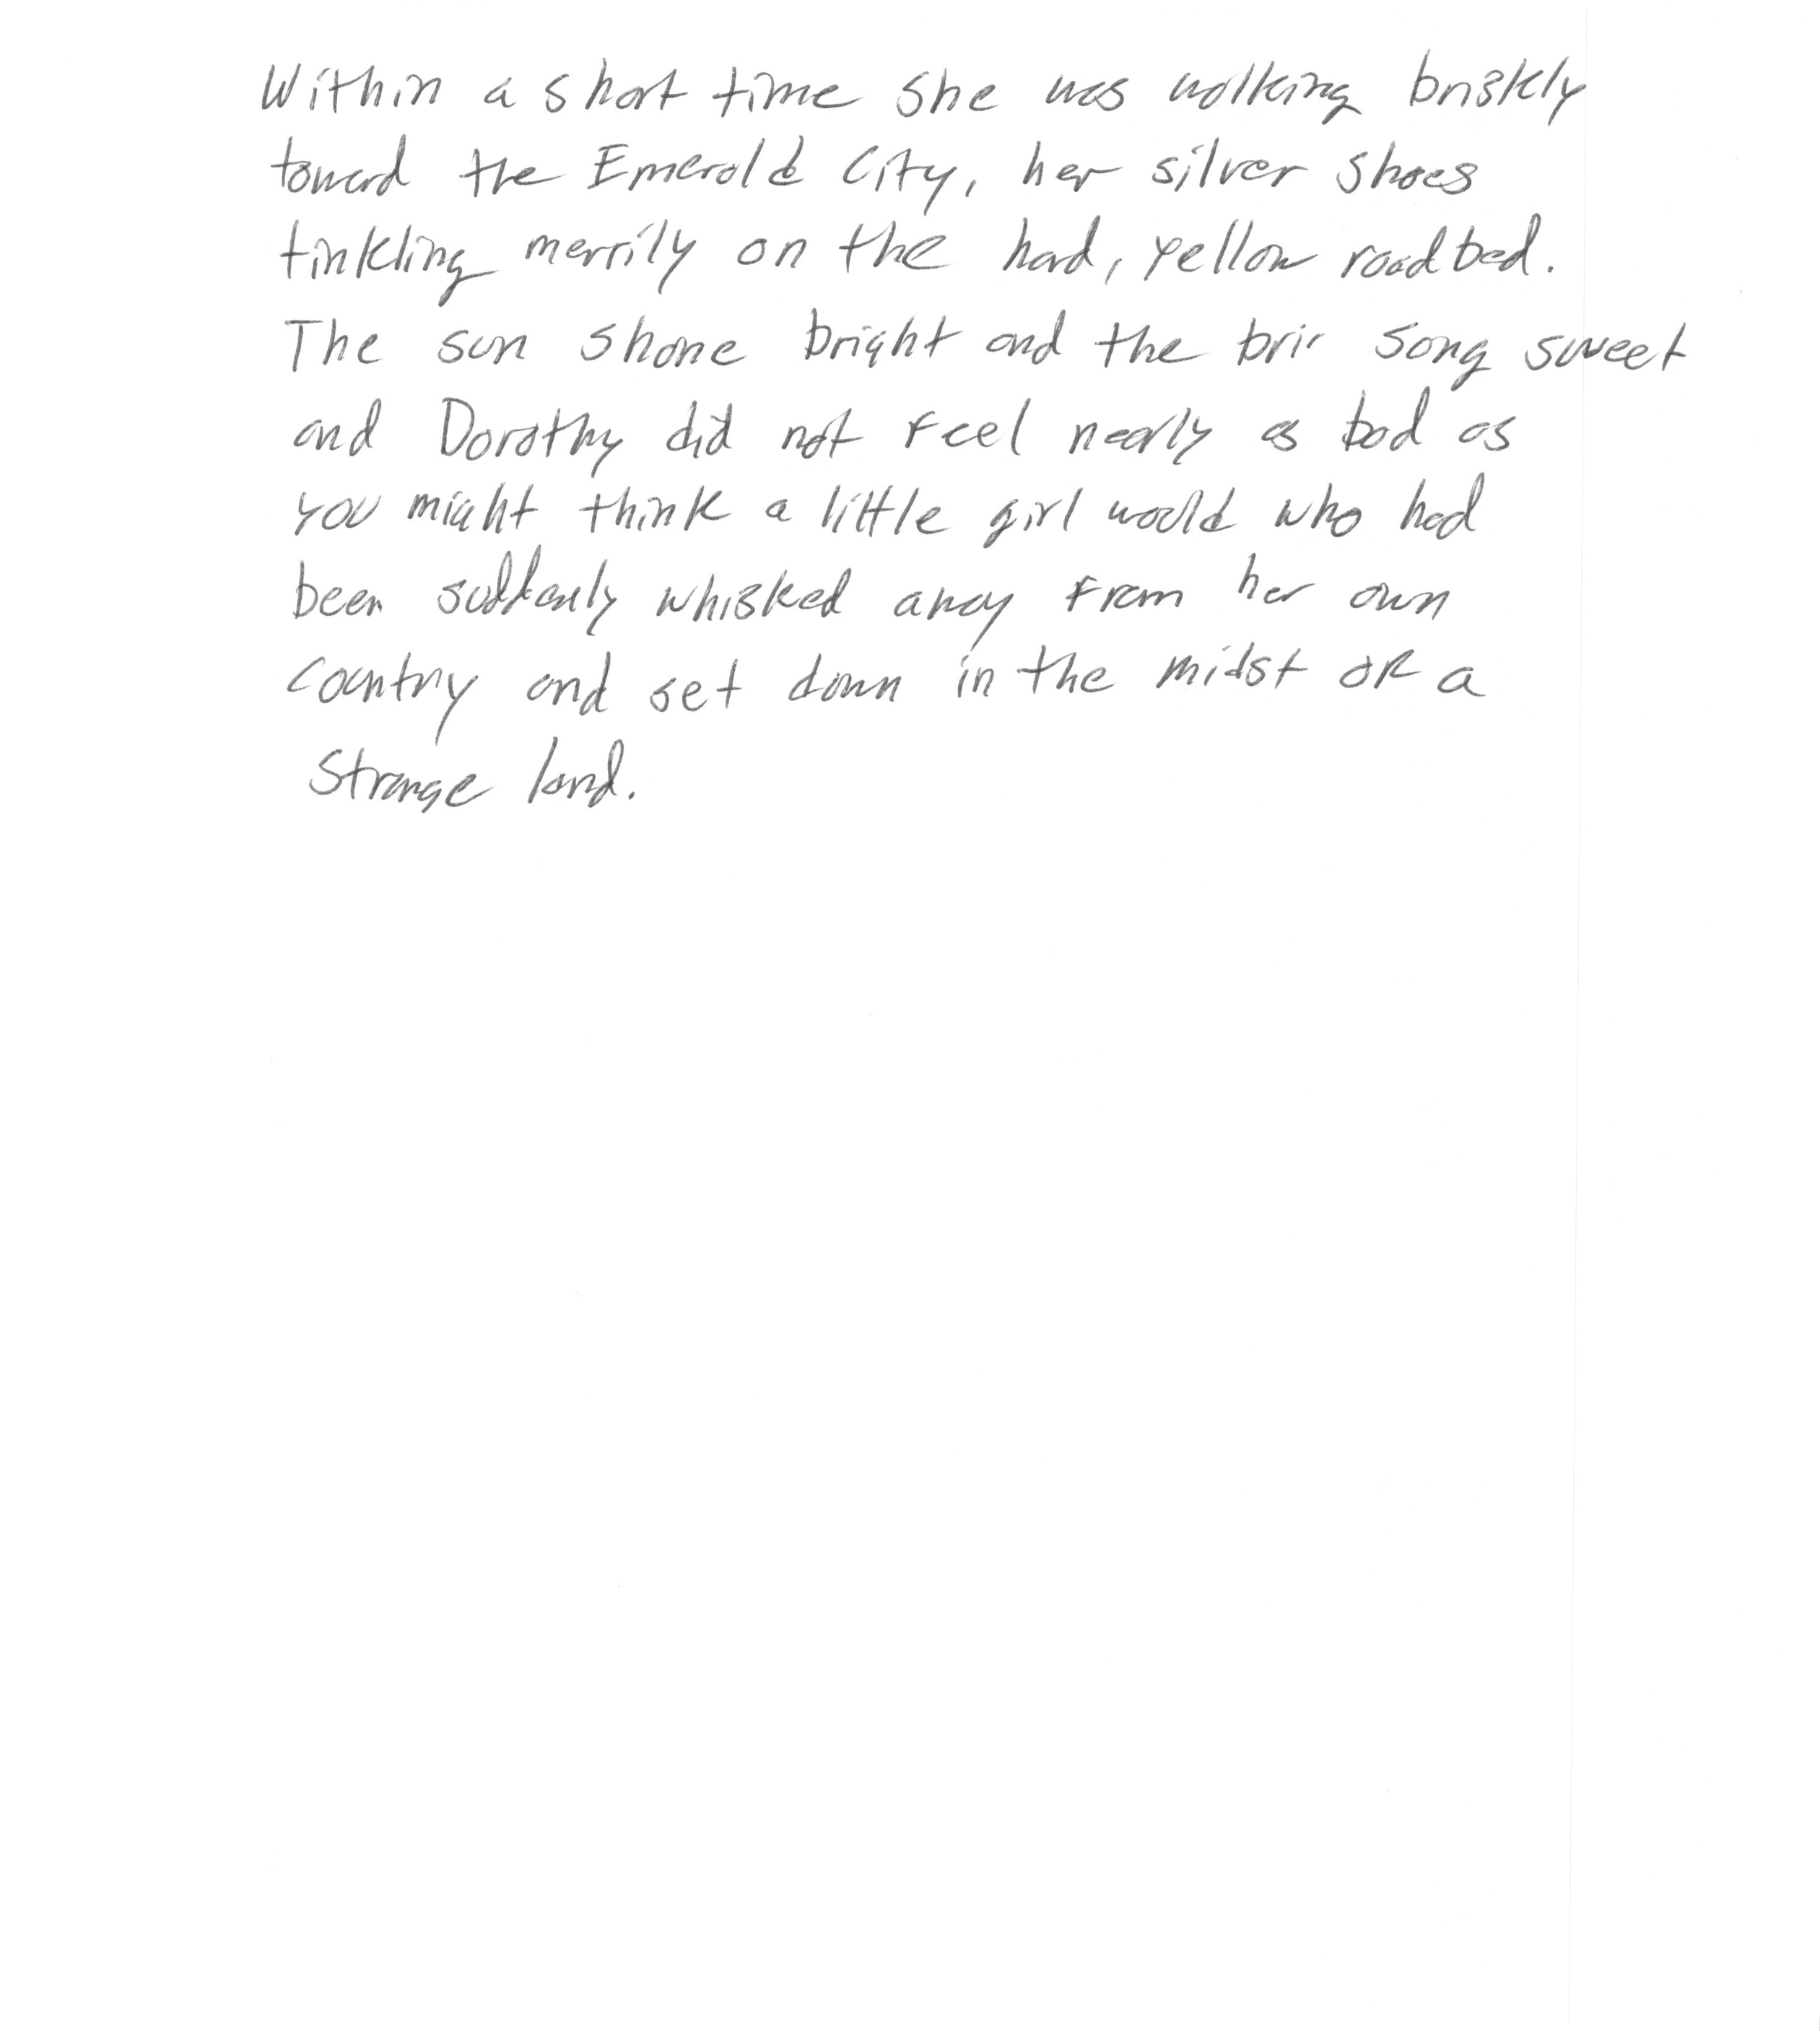 Within a short time she was walking briskly
toward the Emerald City, her silver shoes
tinkling merrily on the hard, yellow roadbed.
The sun shone bright and the song sweet
and Dorothy did not feel nearly as bad as
you might think a little girl would who had
been suddenly whisked away from her own
country and set down in the midst of a
strange land.